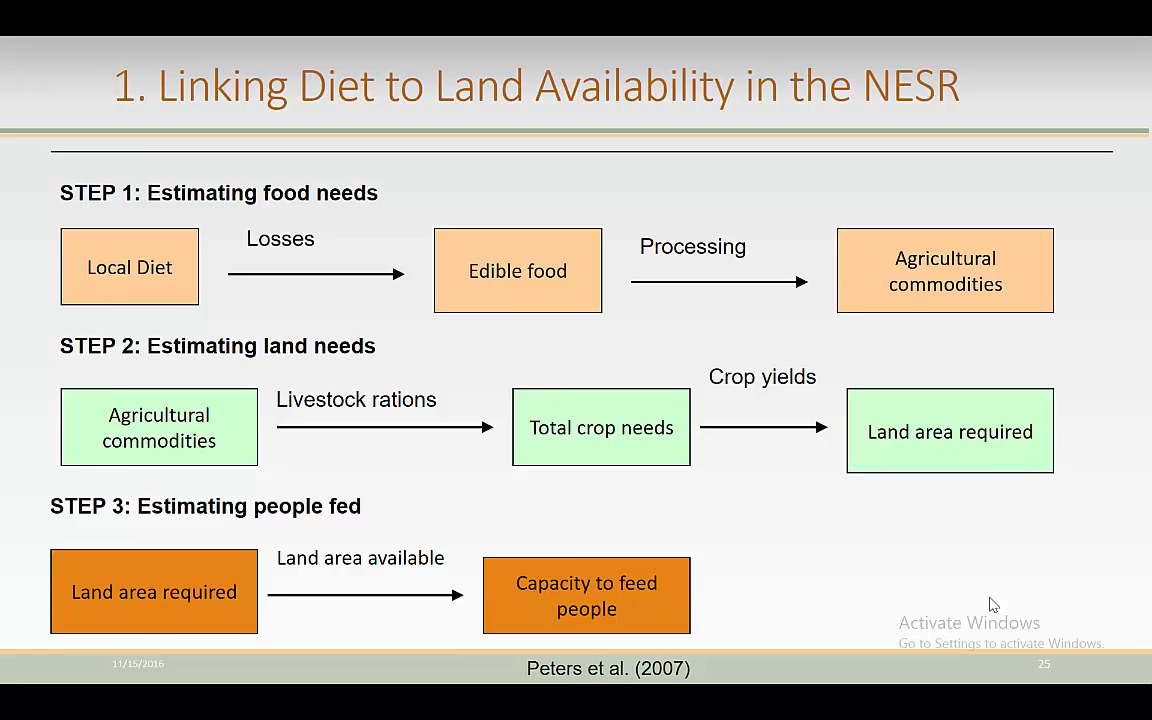 1. Linking Diet to Land Availability in the NESR
STEP 1: Estimating food needs
Local Diet
Losses
Edible food
Processing
Agricultural
commodities
STEP 2: Estimating land needs
Agricultural
commodities
Livestock rations
Total crop needs
Crop yields
Land area required
STEP 3: Estimating people fed
Land area required
Land area available
Capacity to feed
people
Activate Windows
Go to Settings to activate Windows.
11/15/2016
Peters et al. (2007)
25